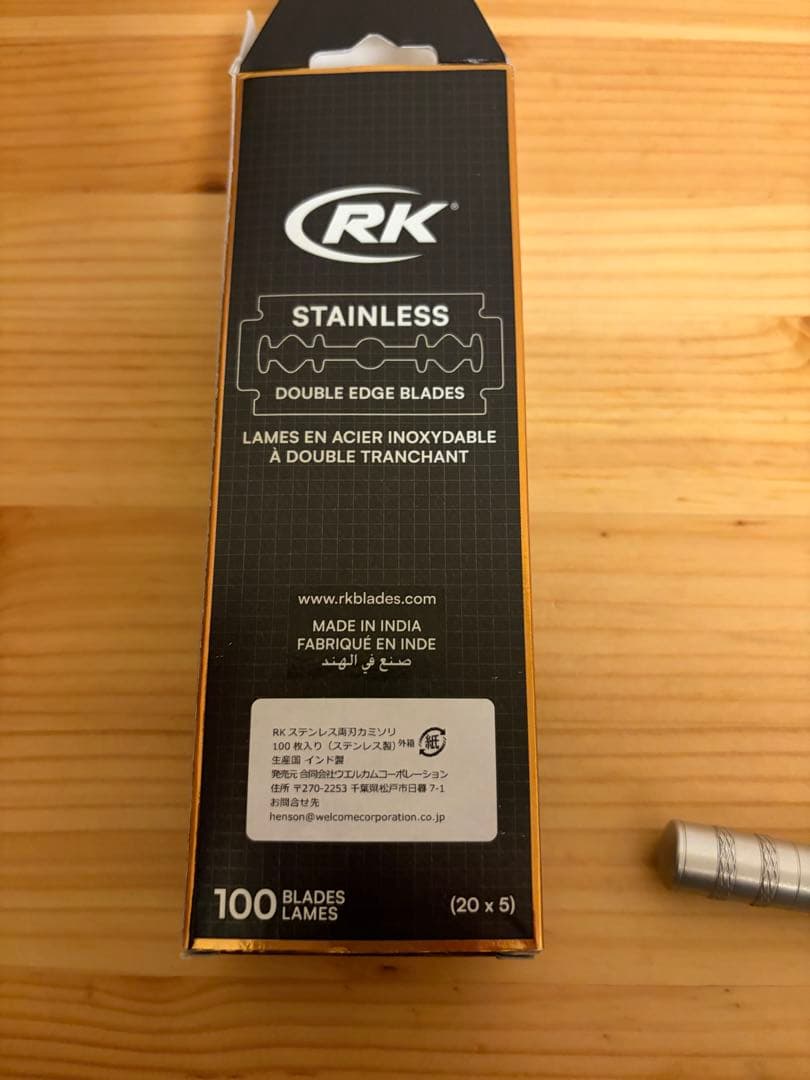 RK®
STAINLESS
DOUBLE EDGE BLADES
LAMES EN ACIER INOXYDABLE
À DOUBLE TRANCHANT
www.rkblades.com
MADE IN INDIA
FABRIQUÉ EN INDE
صنع في الهند
RK ステンレス両刃カミソリ
100 枚入り（ステンレス製）外箱 紙
生産国 インド製
発売元 合同会社ウエルカムコーポレーション
住所 〒270-2253 千葉県松戸市日暮 7-1
お問合せ先
henson@welcomecorporation.co.jp
100 BLADES
LAMES
(20 x 5)